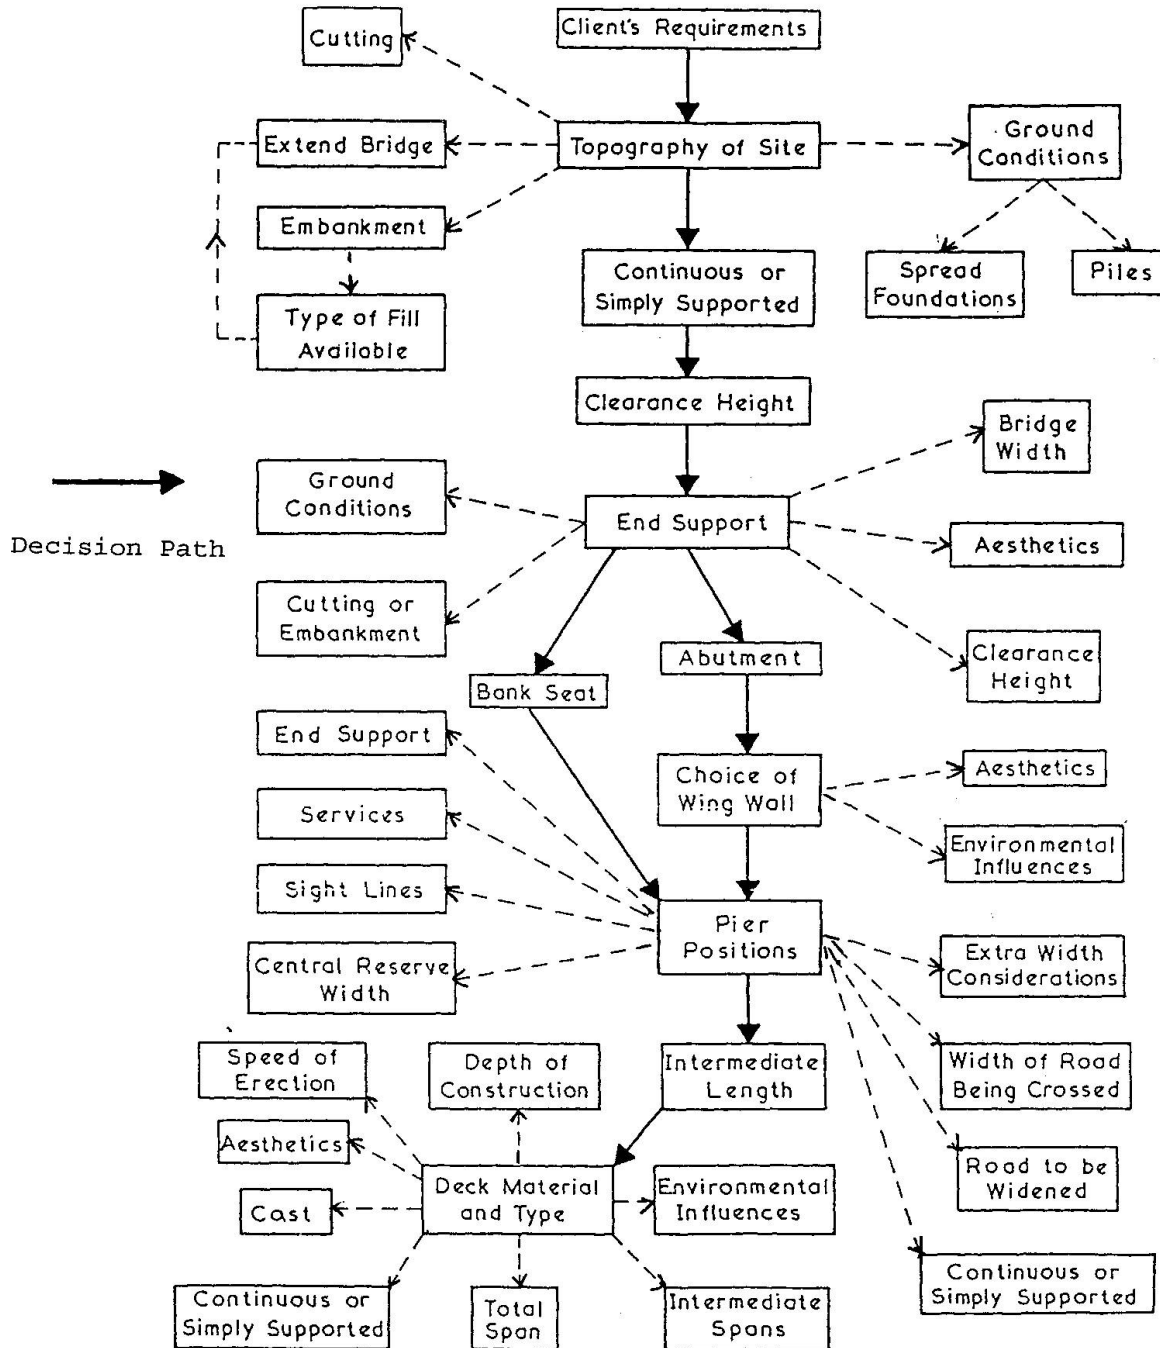 Client's Requirements
Cutting
Extend Bridge
Topography of Site
Ground
Conditions
Embankment
Continuous or
Simply Supported
Spread
Foundations
Piles
Type of Fill
Available
Clearance Height
Bridge
Width
Ground
Conditions
End Support
Aesthetics
Decision Path
Cutting or
Embankment
Abutment
Clearance
Height
Bank Seat
End Support
Choice of
Wing Wall
Aesthetics
Services
Environmental
Influences
Sight Lines
Pier
Positions
Extra Width
Considerations
Central Reserve
Width
Speed of
Erection
Depth of
Construction
Intermediate
Length
Width of Road
Being Crossed
Aesthetics
Deck Material
and Type
Environmental
Influences
Road to be
Widened
Cast
Continuous or
Simply Supported
Total
Span
Intermediate
Spans
Continuous or
Simply Supported